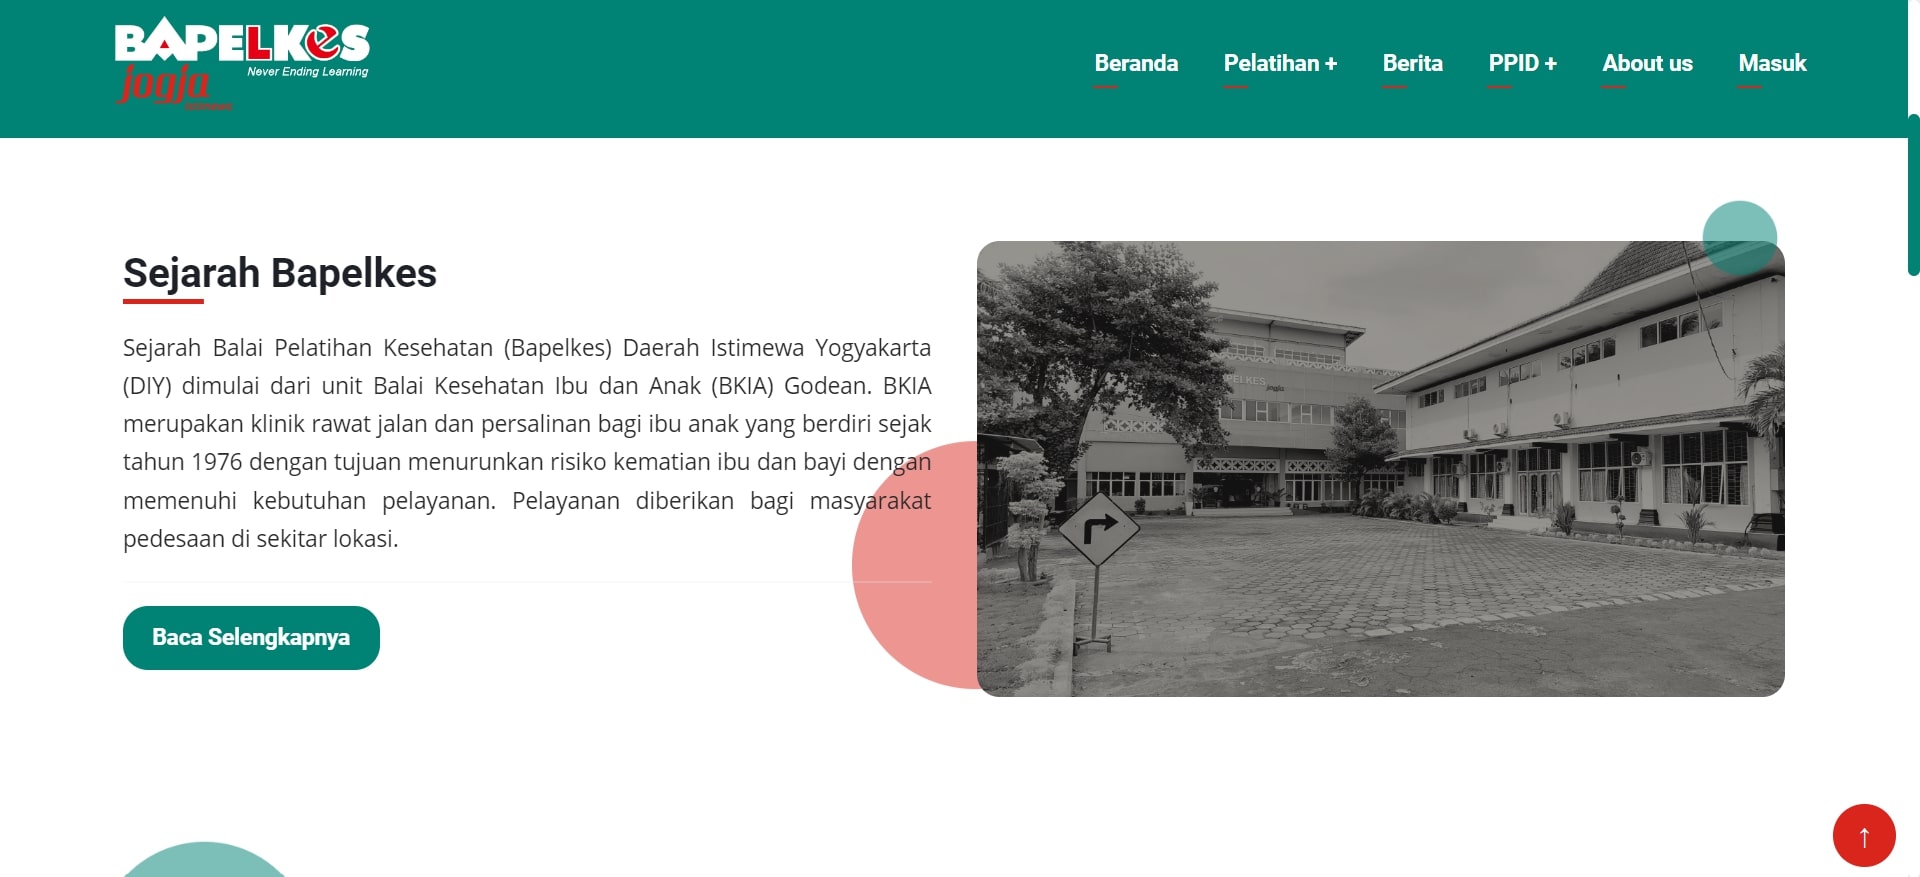 BAPELKES
jogja
Never Ending Learning
Beranda
Pelatihan +
Berita
PPID +
About us
Masuk
Sejarah Bapelkes
Sejarah Balai Pelatihan Kesehatan (Bapelkes) Daerah Istimewa Yogyakarta
(DIY) dimulai dari unit Balai Kesehatan Ibu dan Anak (BKIA) Godean. BKIA
merupakan klinik rawat jalan dan persalinan bagi ibu anak yang berdiri sejak
tahun 1976 dengan tujuan menurunkan risiko kematian ibu dan bayi dengan
memenuhi kebutuhan pelayanan. Pelayanan diberikan bagi masyarakat
pedesaan di sekitar lokasi.
Baca Selengkapnya
↑